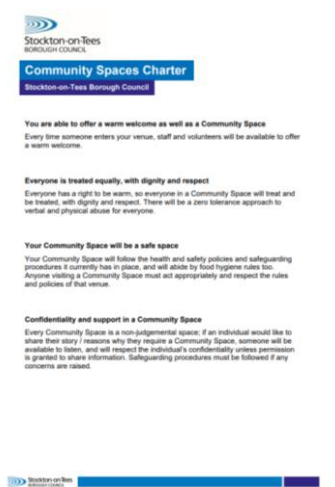 Stockton-on-Tees
BOROUGH COUNCIL
Community Spaces Charter
Stockton-on-Tees Borough Council
You are able to offer a warm welcome as well as a Community Space
Every time someone enters your venue, staff and volunteers will be available to offer
a warm welcome.
Everyone is treated equally, with dignity and respect
Everyone has a right to be warm, so everyone in a Community Space will treat and
be treated, with dignity and respect. There will be a zero tolerance approach to
verbal and physical abuse for everyone.
Your Community Space will be a safe space
Your Community Space will follow the health and safety policies and safeguarding
procedures it currently has in place, and will abide by food hygiene rules too.
Anyone visiting a Community Space must act appropriately and respect the rules
and policies of that venue.
Confidentiality and support in a Community Space
Every Community Space is a non-judgemental space; if an individual would like to
share their story / reasons why they require a Community Space, someone will be
available to listen, and will respect the individual's confidentiality unless permission
is granted to share information. Safeguarding procedures must be followed if any
concerns are raised.
Stockton-on-Tees
BOROUGH COUNCIL